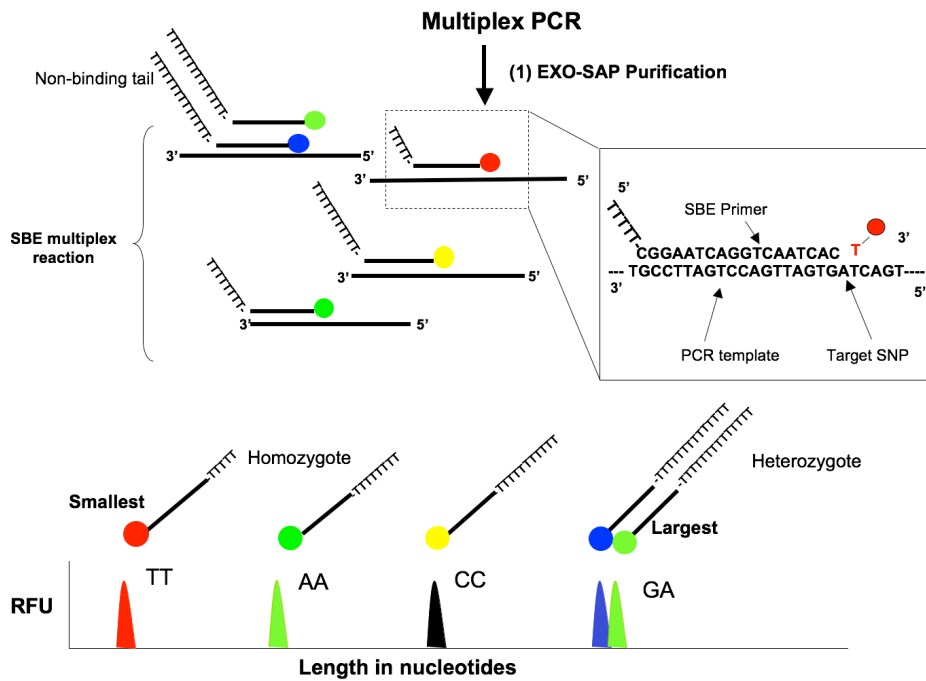 Multiplex PCR
(1) EXO-SAP Purification
Non-binding tail
3’
5’
3’
5’
SBE multiplex
reaction
3’
5’
3’
5’
5’
TTTTT
SBE Primer
T
3’
CGGAATCAGGTCAATCAC
--- TGCCTTAGTCCAGTTAGTGATCAGT----
3’
5’
PCR template
Target SNP
Homozygote
Heterozygote
Smallest
Largest
TT
AA
CC
GA
RFU
Length in nucleotides